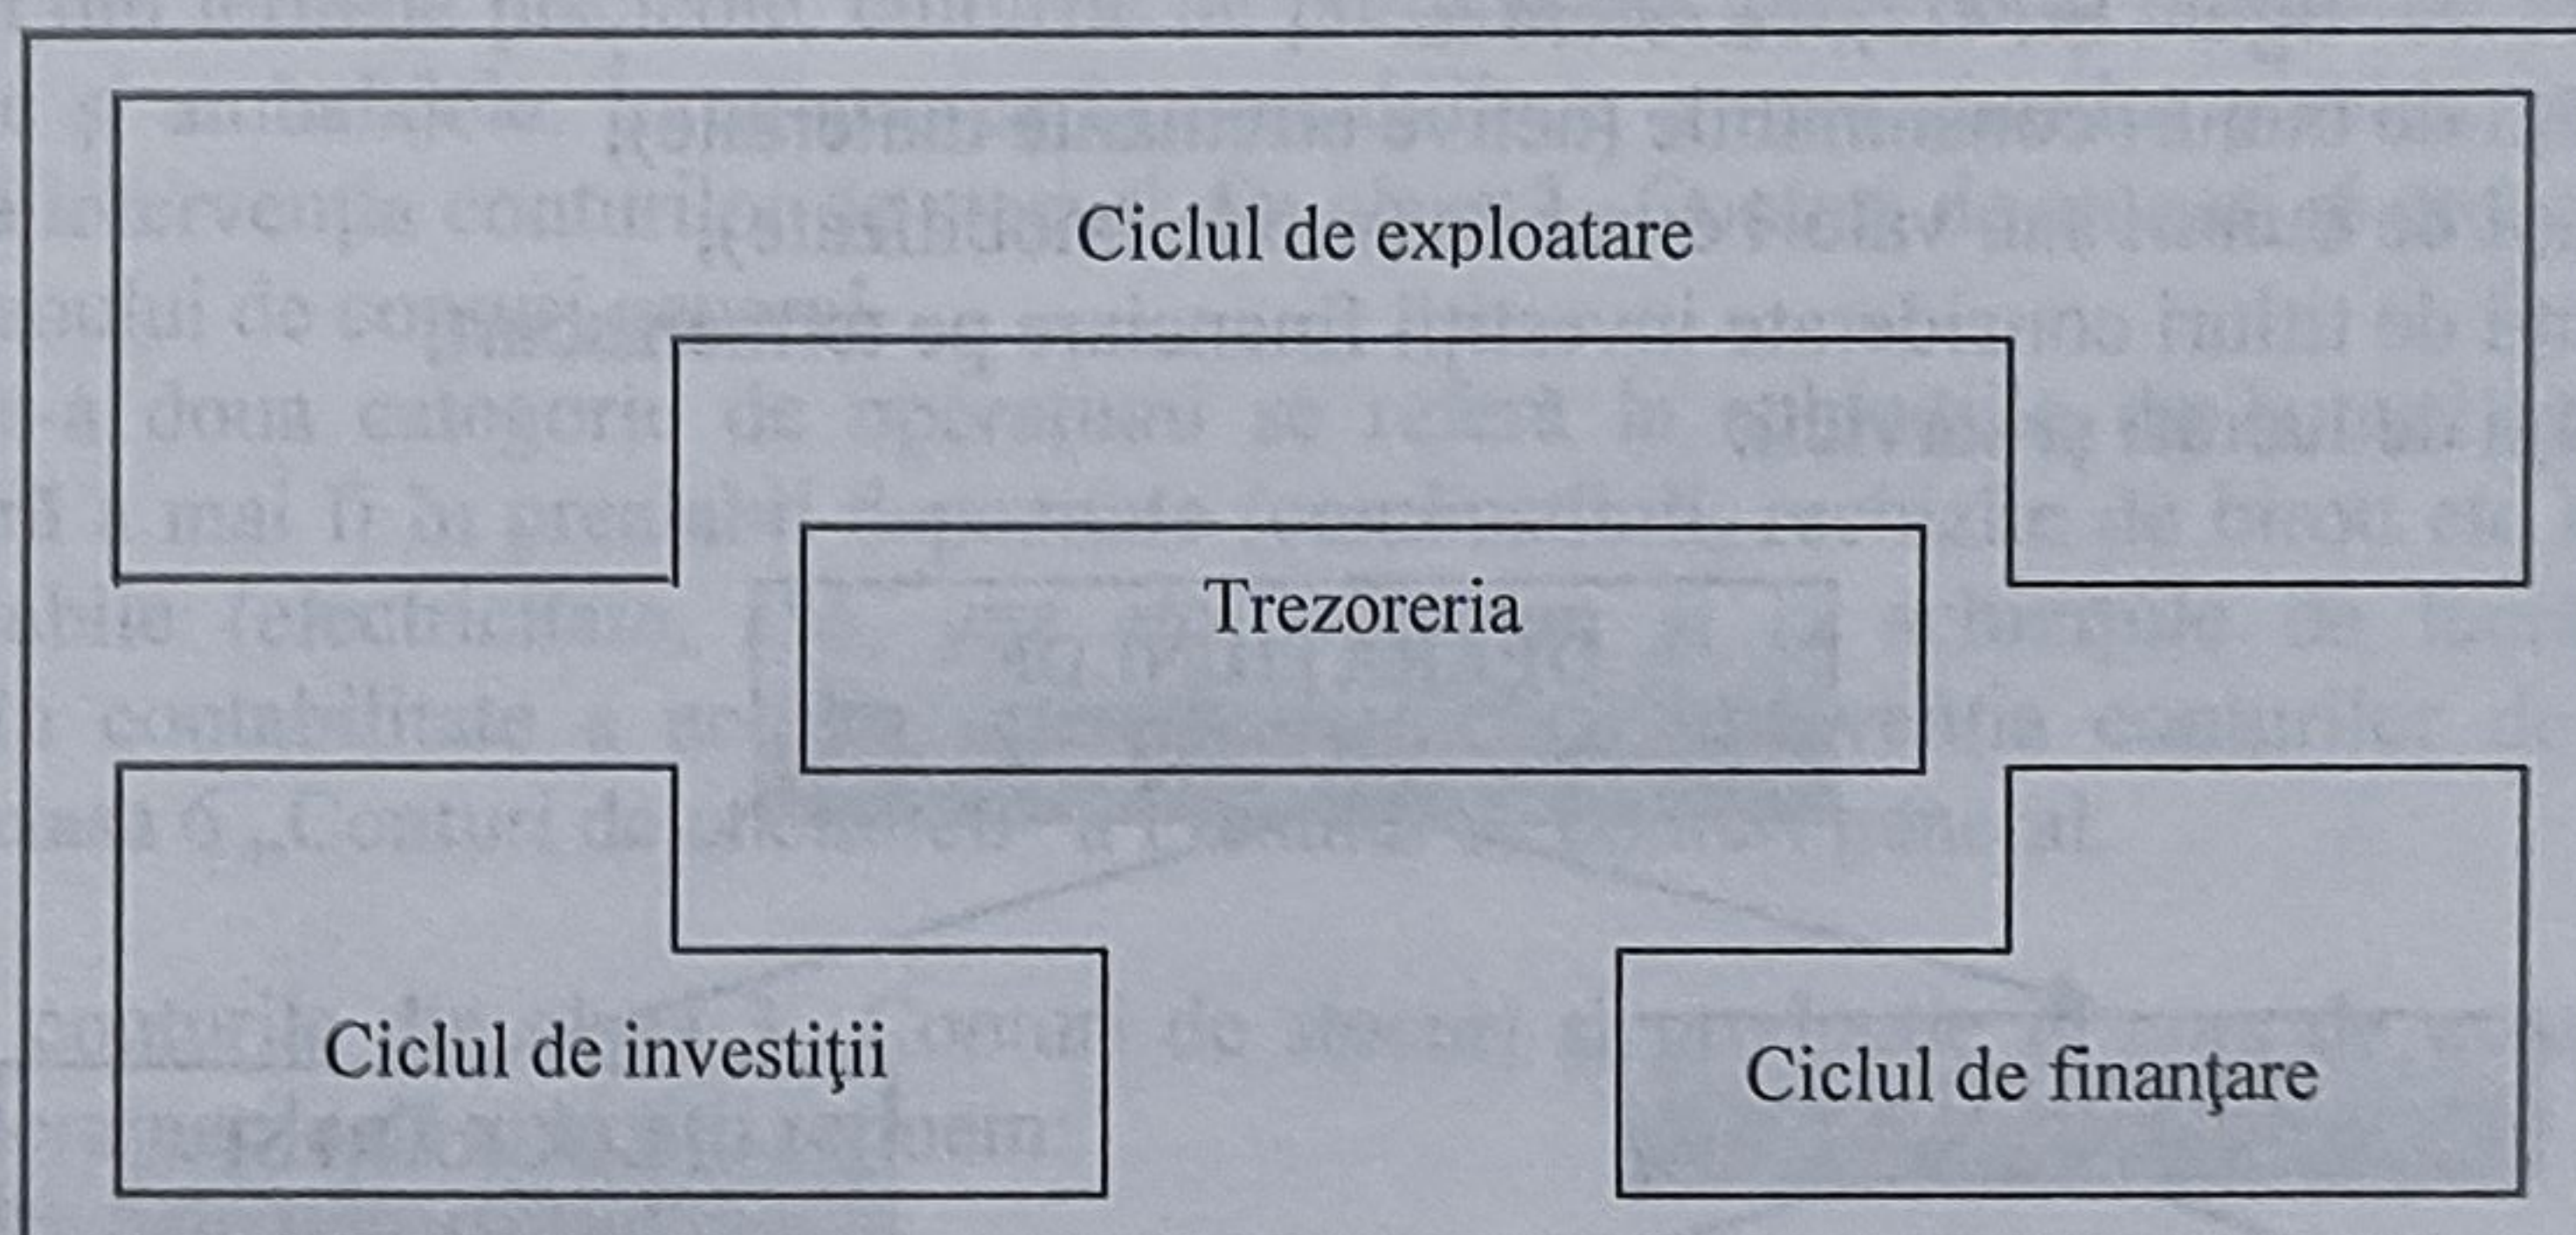 Ciclul de exploatare
Trezoreria
Ciclul de investiţii
Ciclul de finanţare